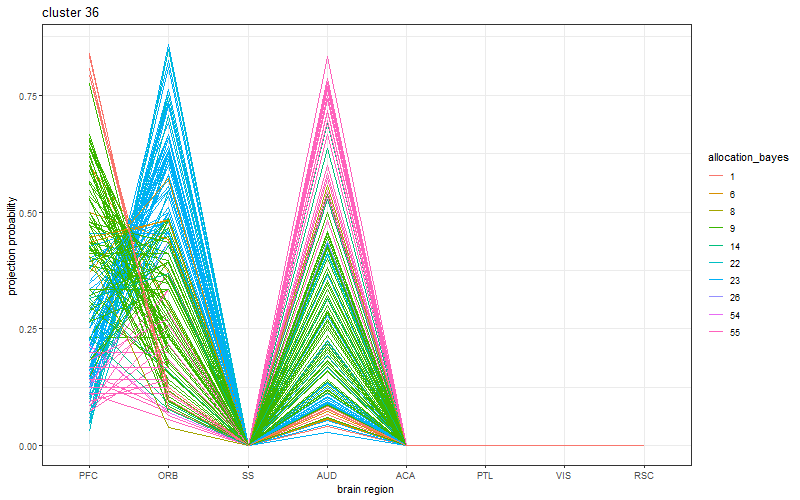 cluster 36
projection probability
0.75
0.50
0.25
0.00
PFC ORB SS AUD ACA PTL VIS RSC
brain region
allocation_bayes
1
6
8
9
14
22
23
26
54
55